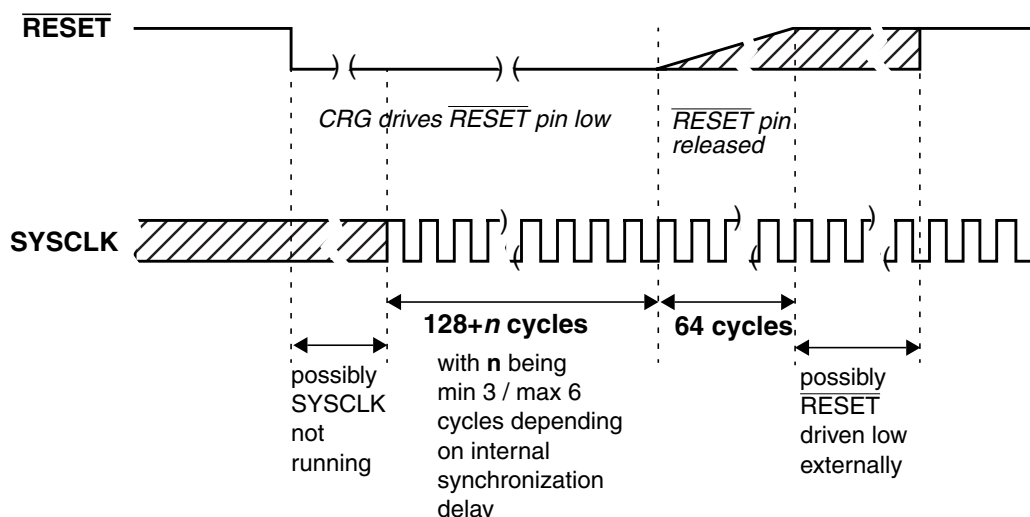 RESET
CRG drives RESET pin low
RESET pin
released
SYSCLK
128+n cycles
with n being
min 3 / max 6
cycles depending
on internal
synchronization
delay
64 cycles
possibly
SYSCLK
not
running
possibly
RESET
driven low
externally